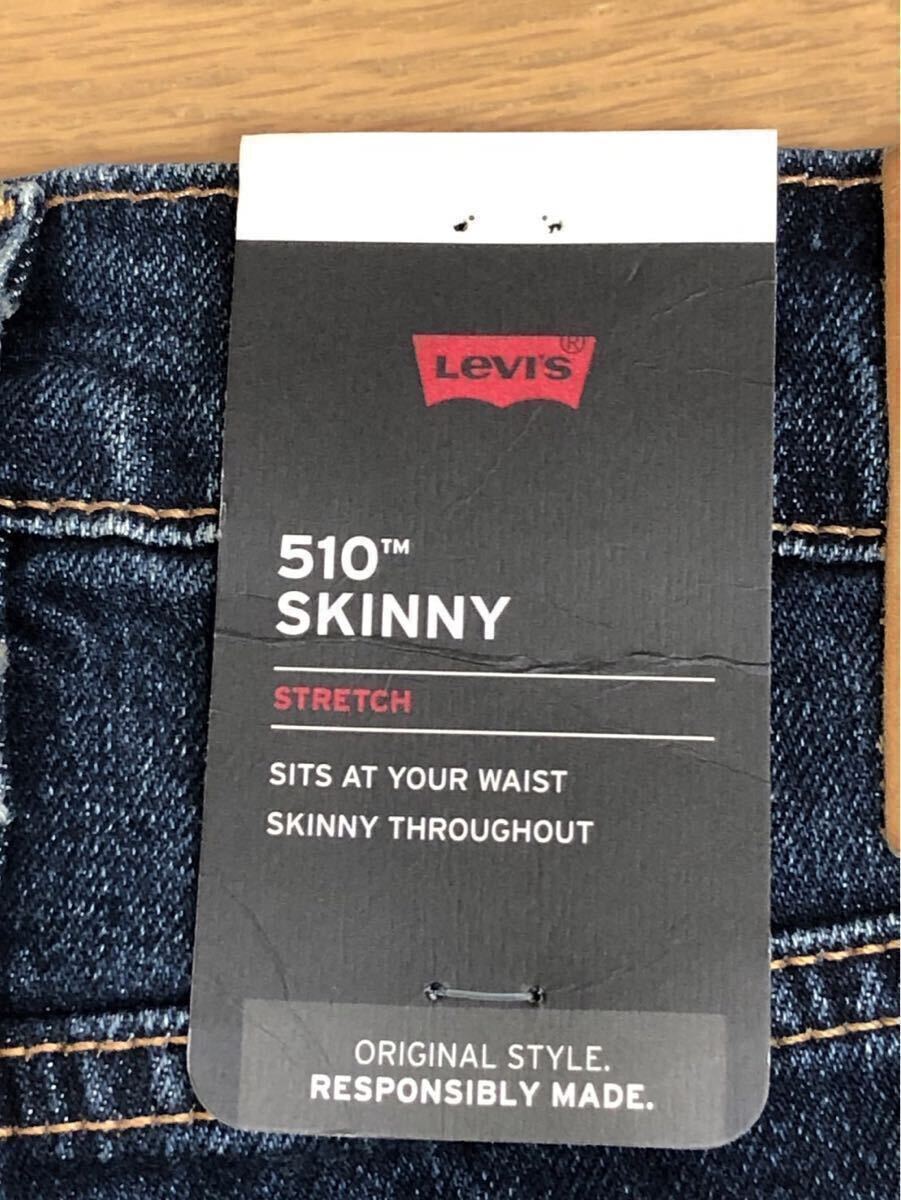 Levi's®
510™
SKINNY
STRETCH
SITS AT YOUR WAIST
SKINNY THROUGHOUT
ORIGINAL STYLE.
RESPONSIBLY MADE.